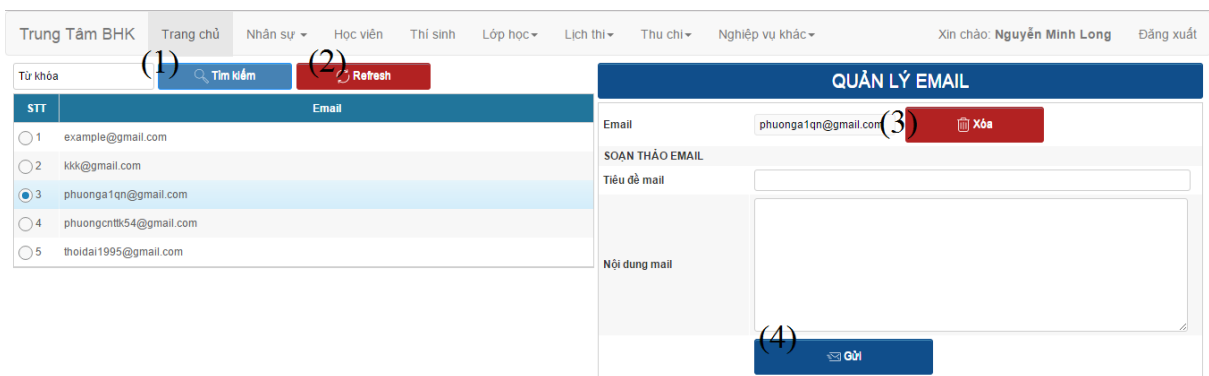 Trung Tâm BHK Trang chủ Nhân sự Học viên Thí sinh Lớp học Lịch thi Thu chi Nghiệp vụ khác Xin chào: Nguyễn Minh Long Đăng xuất
Từ khóa (1) Tìm kiếm (2) Refresh
STT Email
1 example@gmail.com
2 kkk@gmail.com
3 phuonga1qn@gmail.com
4 phuongcnttk54@gmail.com
5 thoidai1995@gmail.com
QUẢN LÝ EMAIL
Email phuonga1qn@gmail.com (3) Xóa
SOẠN THẢO EMAIL
Tiêu đề mail
Nội dung mail
(4) Gửi